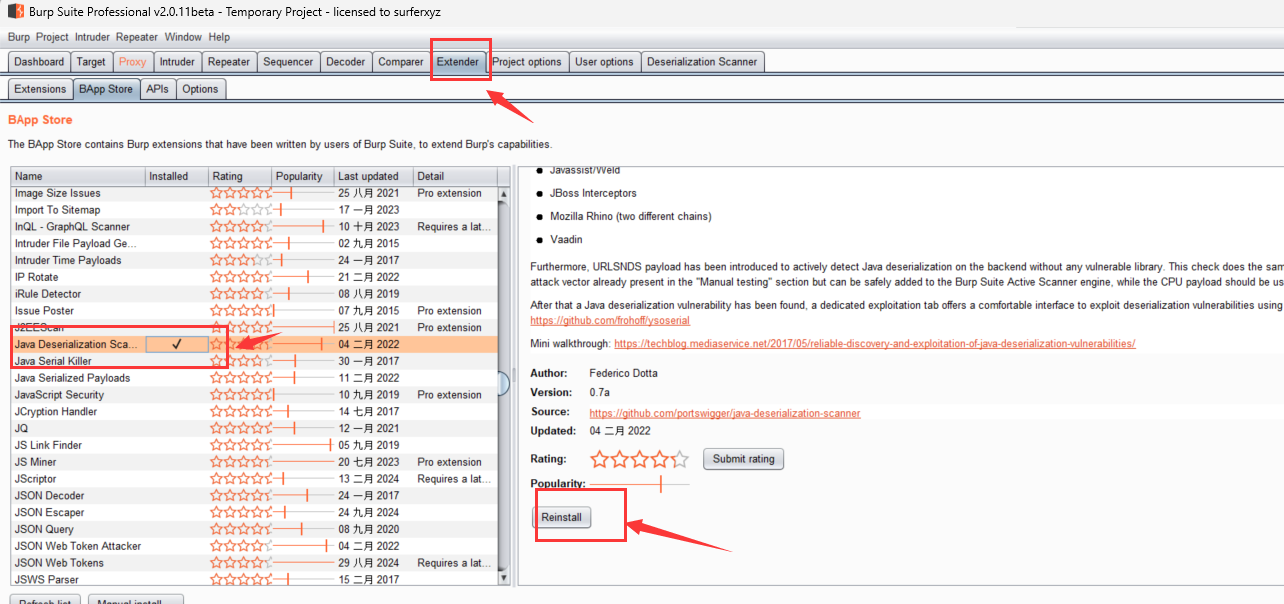 Burp Suite Professional v2.0.11beta - Temporary Project - licensed to surferxyz
Burp Project Intruder Repeater Window Help
Dashboard Target Proxy Intruder Repeater Sequencer Decoder Comparer Extender Project options User options Deserialization Scanner
Extensions BApp Store APIs Options
BApp Store
The BApp Store contains Burp extensions that have been written by users of Burp Suite, to extend Burp's capabilities.
Name Installed Rating Popularity Last updated Detail
Image Size Issues 25 八月 2021 Pro extension
Import To Sitemap 17 一月 2023
InQL - GraphQL Scanner 10 十月 2023 Requires a lat...
Intruder File Payload Ge... 02 九月 2015
Intruder Time Payloads 24 一月 2017
IP Rotate 21 二月 2022
iRule Detector 08 八月 2019
Issue Poster 07 九月 2015 Pro extension
J2EEScan 25 八月 2021 Pro extension
Java Deserialization Sca... ✓ 04 二月 2022
Java Serial Killer 30 一月 2017
Java Serialized Payloads 11 二月 2022
JavaScript Security 10 九月 2019 Pro extension
JCryption Handler 14 七月 2017
JQ 12 一月 2021
JS Link Finder 05 九月 2019
JS Miner 20 七月 2023 Pro extension
JScriptor 13 二月 2024 Requires a lat...
JSON Decoder 24 一月 2017
JSON Escaper 24 九月 2024
JSON Query 08 九月 2020
JSON Web Token Attacker 04 二月 2022
JSON Web Tokens 29 八月 2024 Requires a lat...
JSWS Parser 15 二月 2017
Refresh list Manual install ...
Javassist/Weld
JBoss Interceptors
Mozilla Rhino (two different chains)
Vaadin
Furthermore, URLSNDS payload has been introduced to actively detect Java deserialization on the backend without any vulnerable library. This check does the sam
attack vector already present in the "Manual testing" section but can be safely added to the Burp Suite Active Scanner engine, while the CPU payload should be us
After that a Java deserialization vulnerability has been found, a dedicated exploitation tab offers a comfortable interface to exploit deserialization vulnerabilities using
https://github.com/frohoff/ysoserial
Mini walkthrough: https://techblog.mediaservice.net/2017/05/reliable-discovery-and-exploitation-of-java-deserialization-vulnerabilities/
Author: Federico Dotta
Version: 0.7a
Source: https://github.com/portswigger/java-deserialization-scanner
Updated: 04 二月 2022
Rating: Submit rating
Popularity:
Reinstall